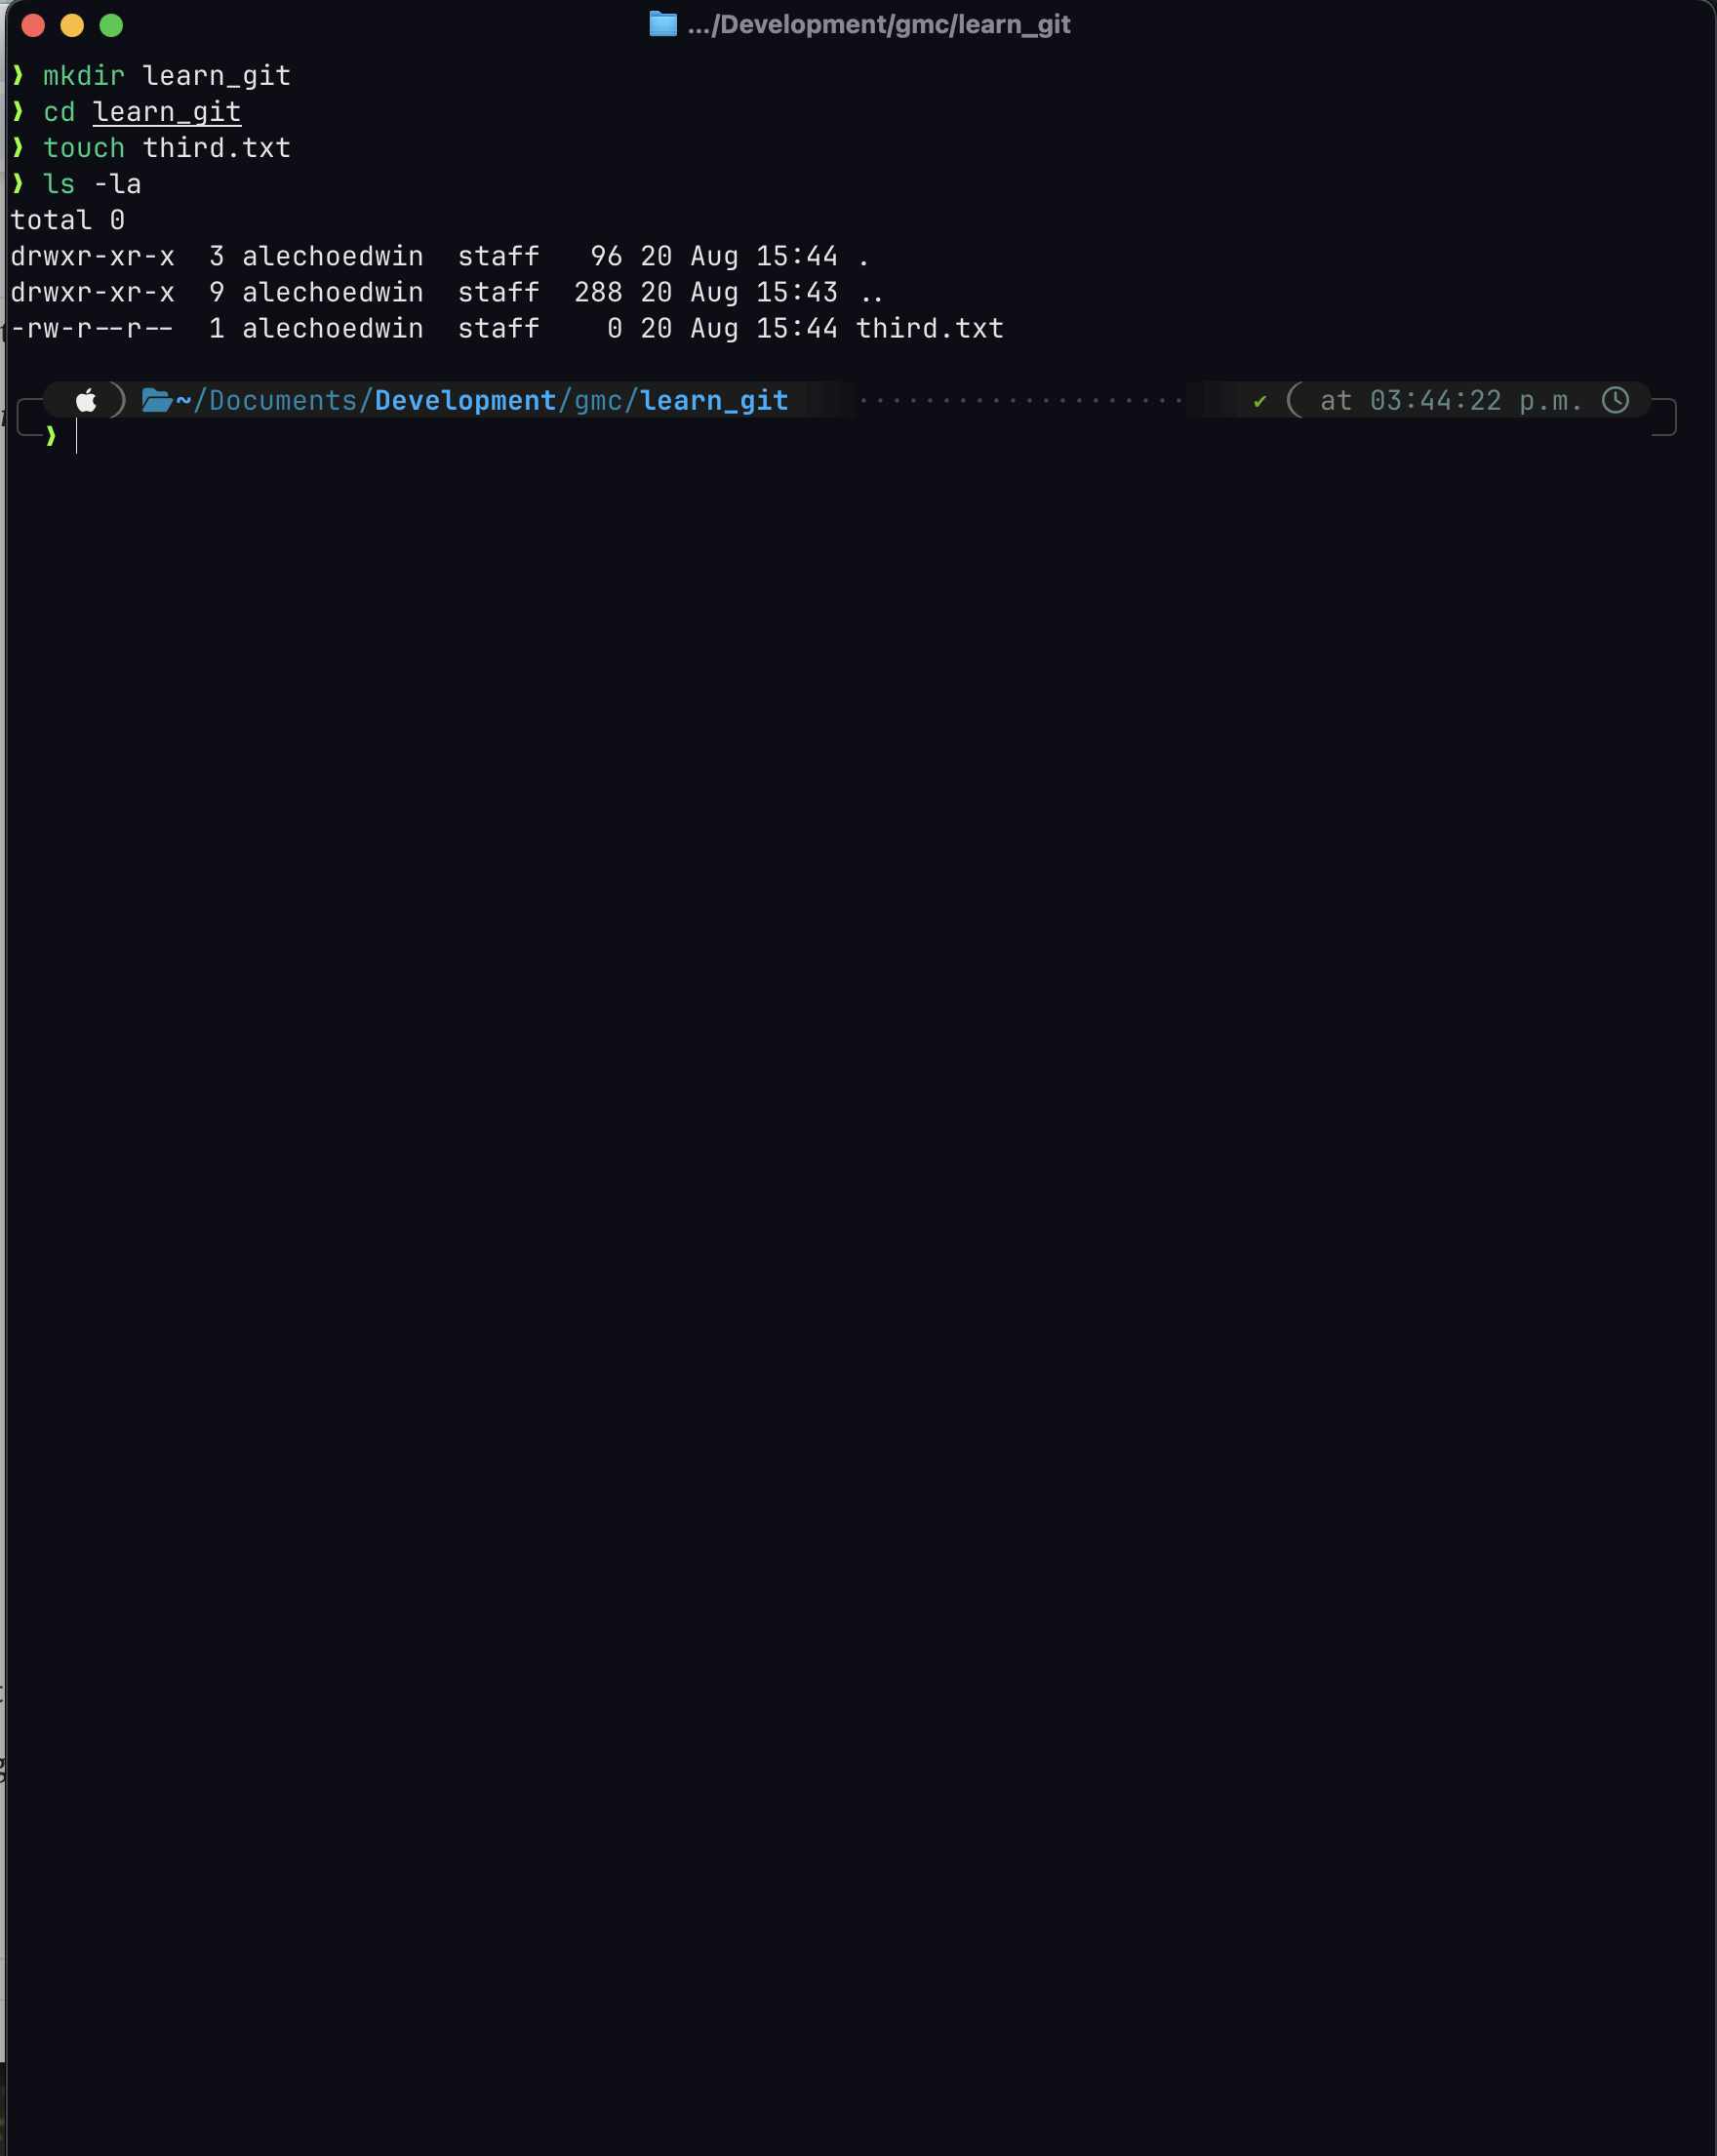 .../Development/gmc/learn_git
❱ mkdir learn_git
❱ cd learn_git
❱ touch third.txt
❱ ls -la
total 0
drwxr-xr-x  3 alechoedwin  staff   96 20 Aug 15:44 .
drwxr-xr-x  9 alechoedwin  staff  288 20 Aug 15:43 ..
-rw-r--r--  1 alechoedwin  staff    0 20 Aug 15:44 third.txt
~/Documents/Development/gmc/learn_git ✔ at 03:44:22 p.m.
❱